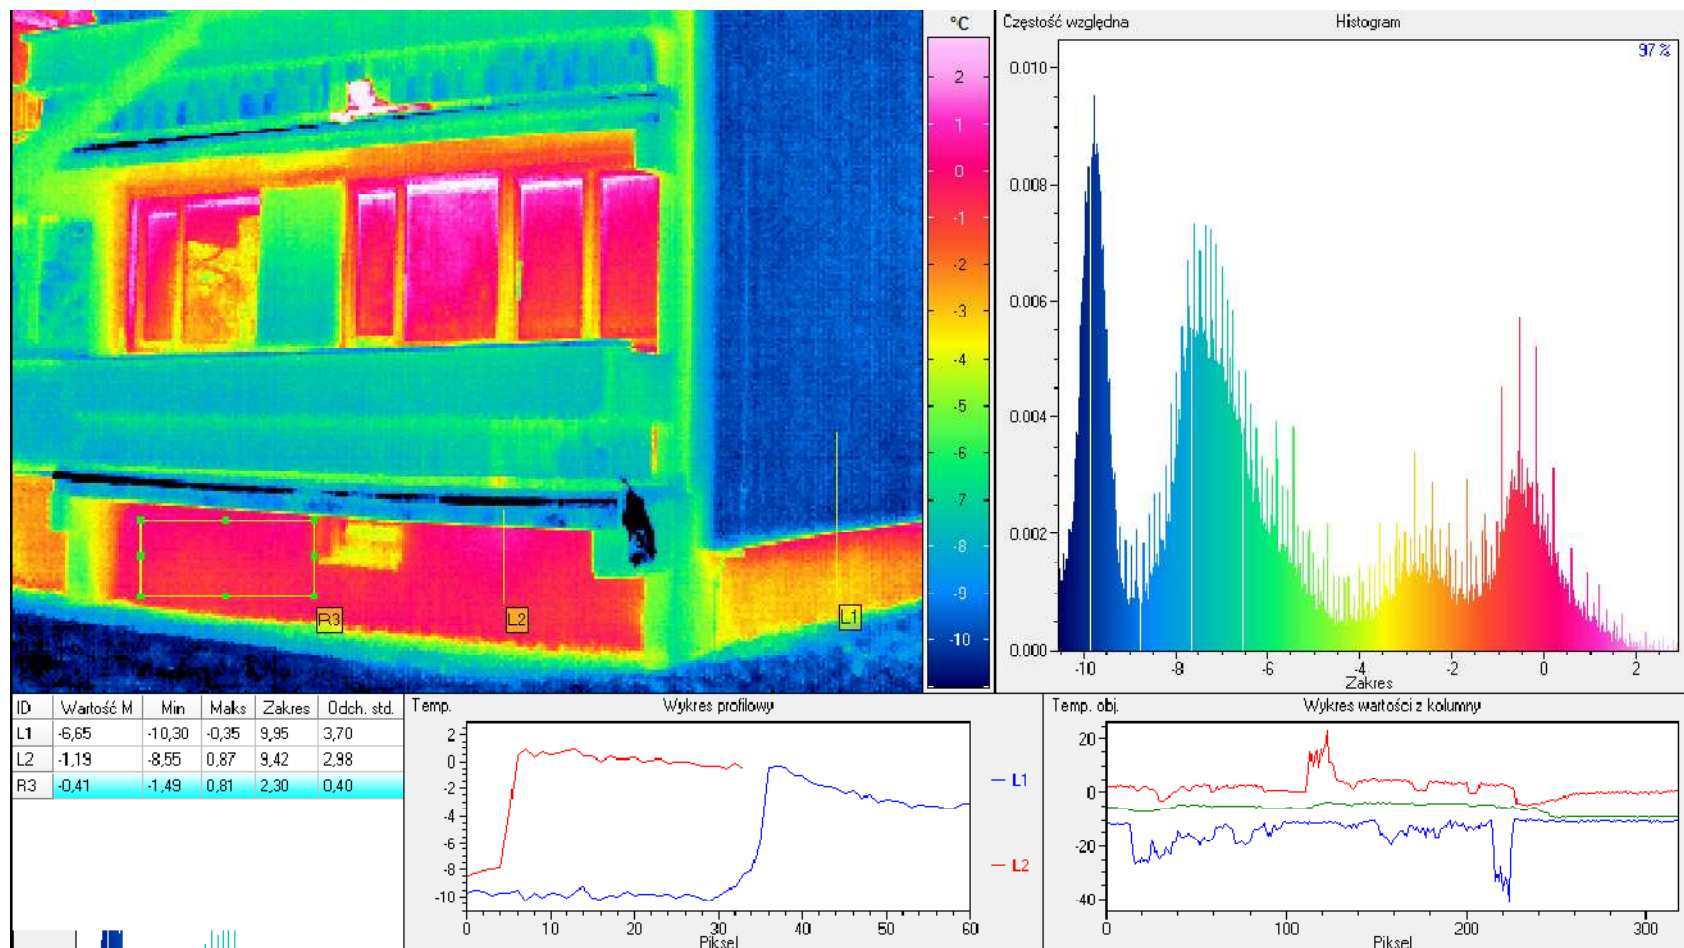 °C
2
1
0
-1
-2
-3
-4
-5
-6
-7
-8
-9
-10
R3
L2
L1
Częstość względna
Histogram
97 %
0.010
0.008
0.006
0.004
0.002
0.000
-10 -8 -6 -4 -2 0 2
Zakres
ID Wartość M Min Maks Zakres Odch. std.
L1 -6,65 -10,30 -0,35 9,95 3,70
L2 -1,19 -8,55 0,87 9,42 2,98
R3 -0,41 -1,49 0,81 2,30 0,40
Temp.
Wykres profilowy
2
0
-2
-4
-6
-8
-10
0 10 20 30 40 50 60
Piksel
L1
L2
Temp. obj.
Wykres wartości z kolumny
20
0
-20
-40
0 100 200 300
Piksel